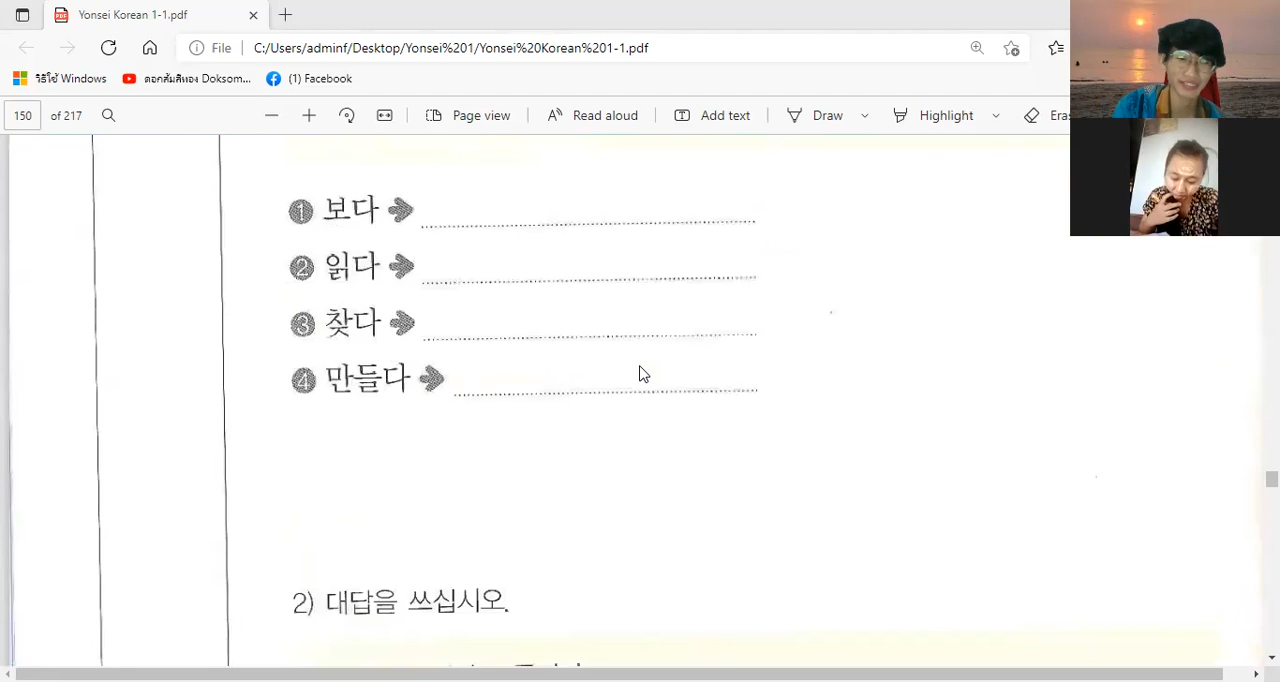 Yonsei Korean 1-1.pdf
File C:/Users/adminf/Desktop/Yonsei%201/Yonsei%20Korean%201-1.pdf
วิธีใช้ Windows ดอกส้มสีทอง Doksom... (1) Facebook
150 of 217 Page view Read aloud Add text Draw Highlight Era
① 보다
② 읽다
③ 찾다
④ 만들다
2) 대답을 쓰십시오.